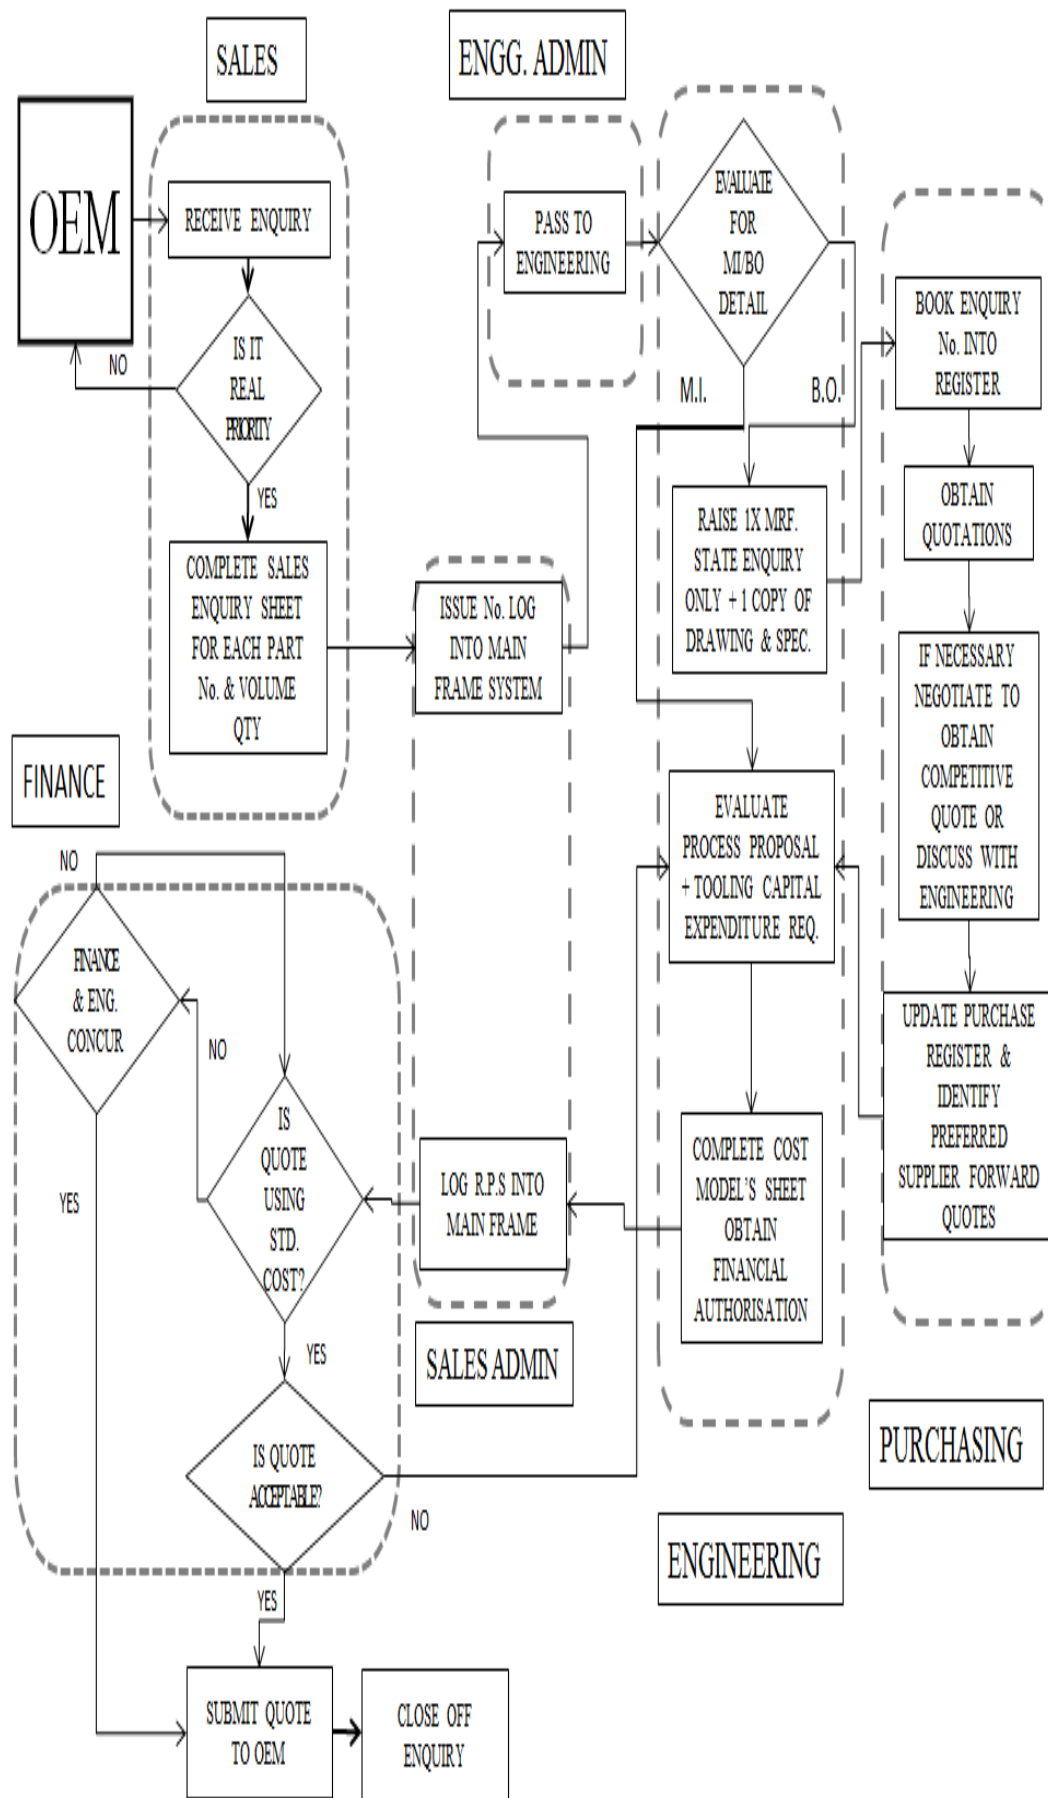 SALES
ENGG. ADMIN
OEM
RECEIVE ENQUIRY
IS IT
REAL
PRIORITY
NO
YES
COMPLETE SALES
ENQUIRY SHEET
FOR EACH PART
No. & VOLUME
QTY
ISSUE No. LOG
INTO MAIN
FRAME SYSTEM
PASS TO
ENGINEERING
EVALUATE
FOR
MI/BO
DETAIL
M.I.
B.O.
RAISE 1X MRF.
STATE ENQUIRY
ONLY + 1 COPY OF
DRAWING & SPEC.
BOOK ENQUIRY
No. INTO
REGISTER
OBTAIN
QUOTATIONS
IF NECESSARY
NEGOTIATE TO
OBTAIN
COMPETITIVE
QUOTE OR
DISCUSS WITH
ENGINEERING
UPDATE PURCHASE
REGISTER &
IDENTIFY
PREFERRED
SUPPLIER FORWARD
QUOTES
PURCHASING
EVALUATE
PROCESS PROPOSAL
+ TOOLING CAPITAL
EXPENDITURE REQ.
COMPLETE COST
MODEL'S SHEET
OBTAIN
FINANCIAL
AUTHORISATION
ENGINEERING
LOG R.P.S INTO
MAIN FRAME
SALES ADMIN
FINANCE
NO
FINANCE
& ENG.
CONCUR
NO
YES
IS
QUOTE
USING
STD.
COST?
YES
IS QUOTE
ACCEPTABLE?
NO
YES
SUBMIT QUOTE
TO OEM
CLOSE OFF
ENQUIRY